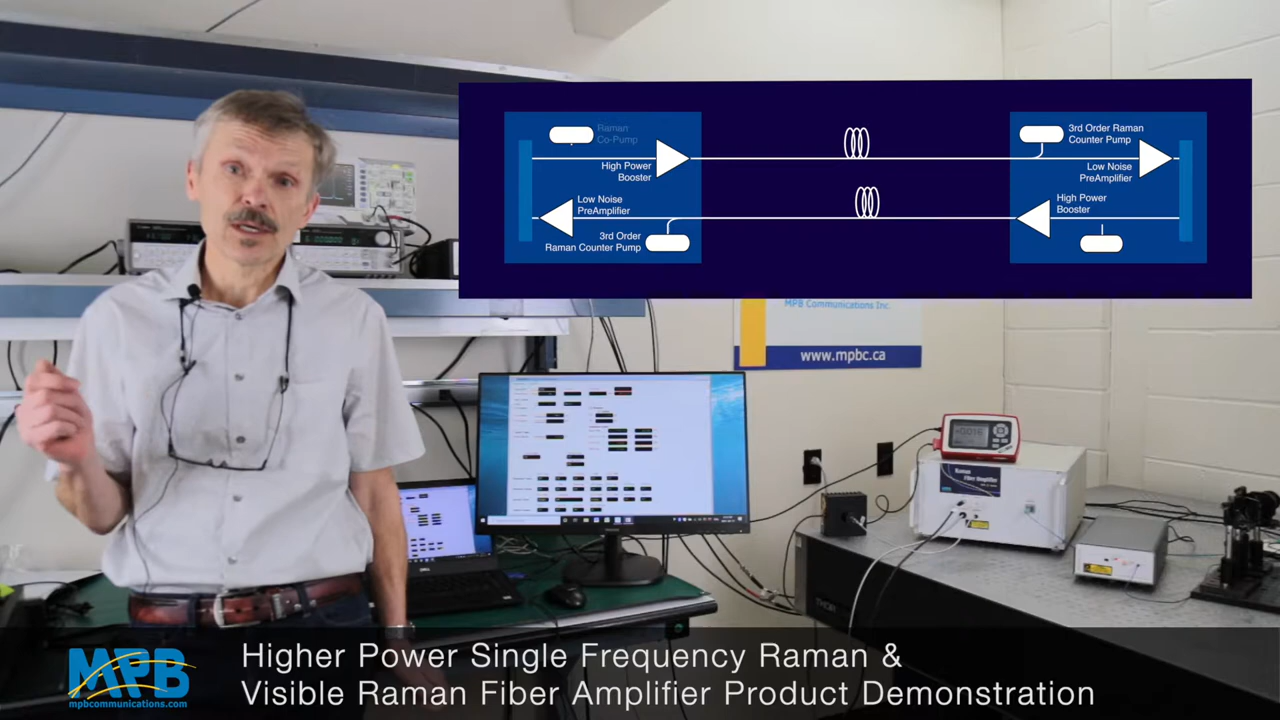 Raman
Co-Pump
High Power
Booster
Low Noise
PreAmplifier
3rd Order
Raman Counter Pump
3rd Order Raman
Counter Pump
Low Noise
PreAmplifier
High Power
Booster
MPB Communications Inc.
www.mpbc.ca
Raman
Fiber Amplifier
MPB
mpbcommunications.com
Higher Power Single Frequency Raman &
Visible Raman Fiber Amplifier Product Demonstration